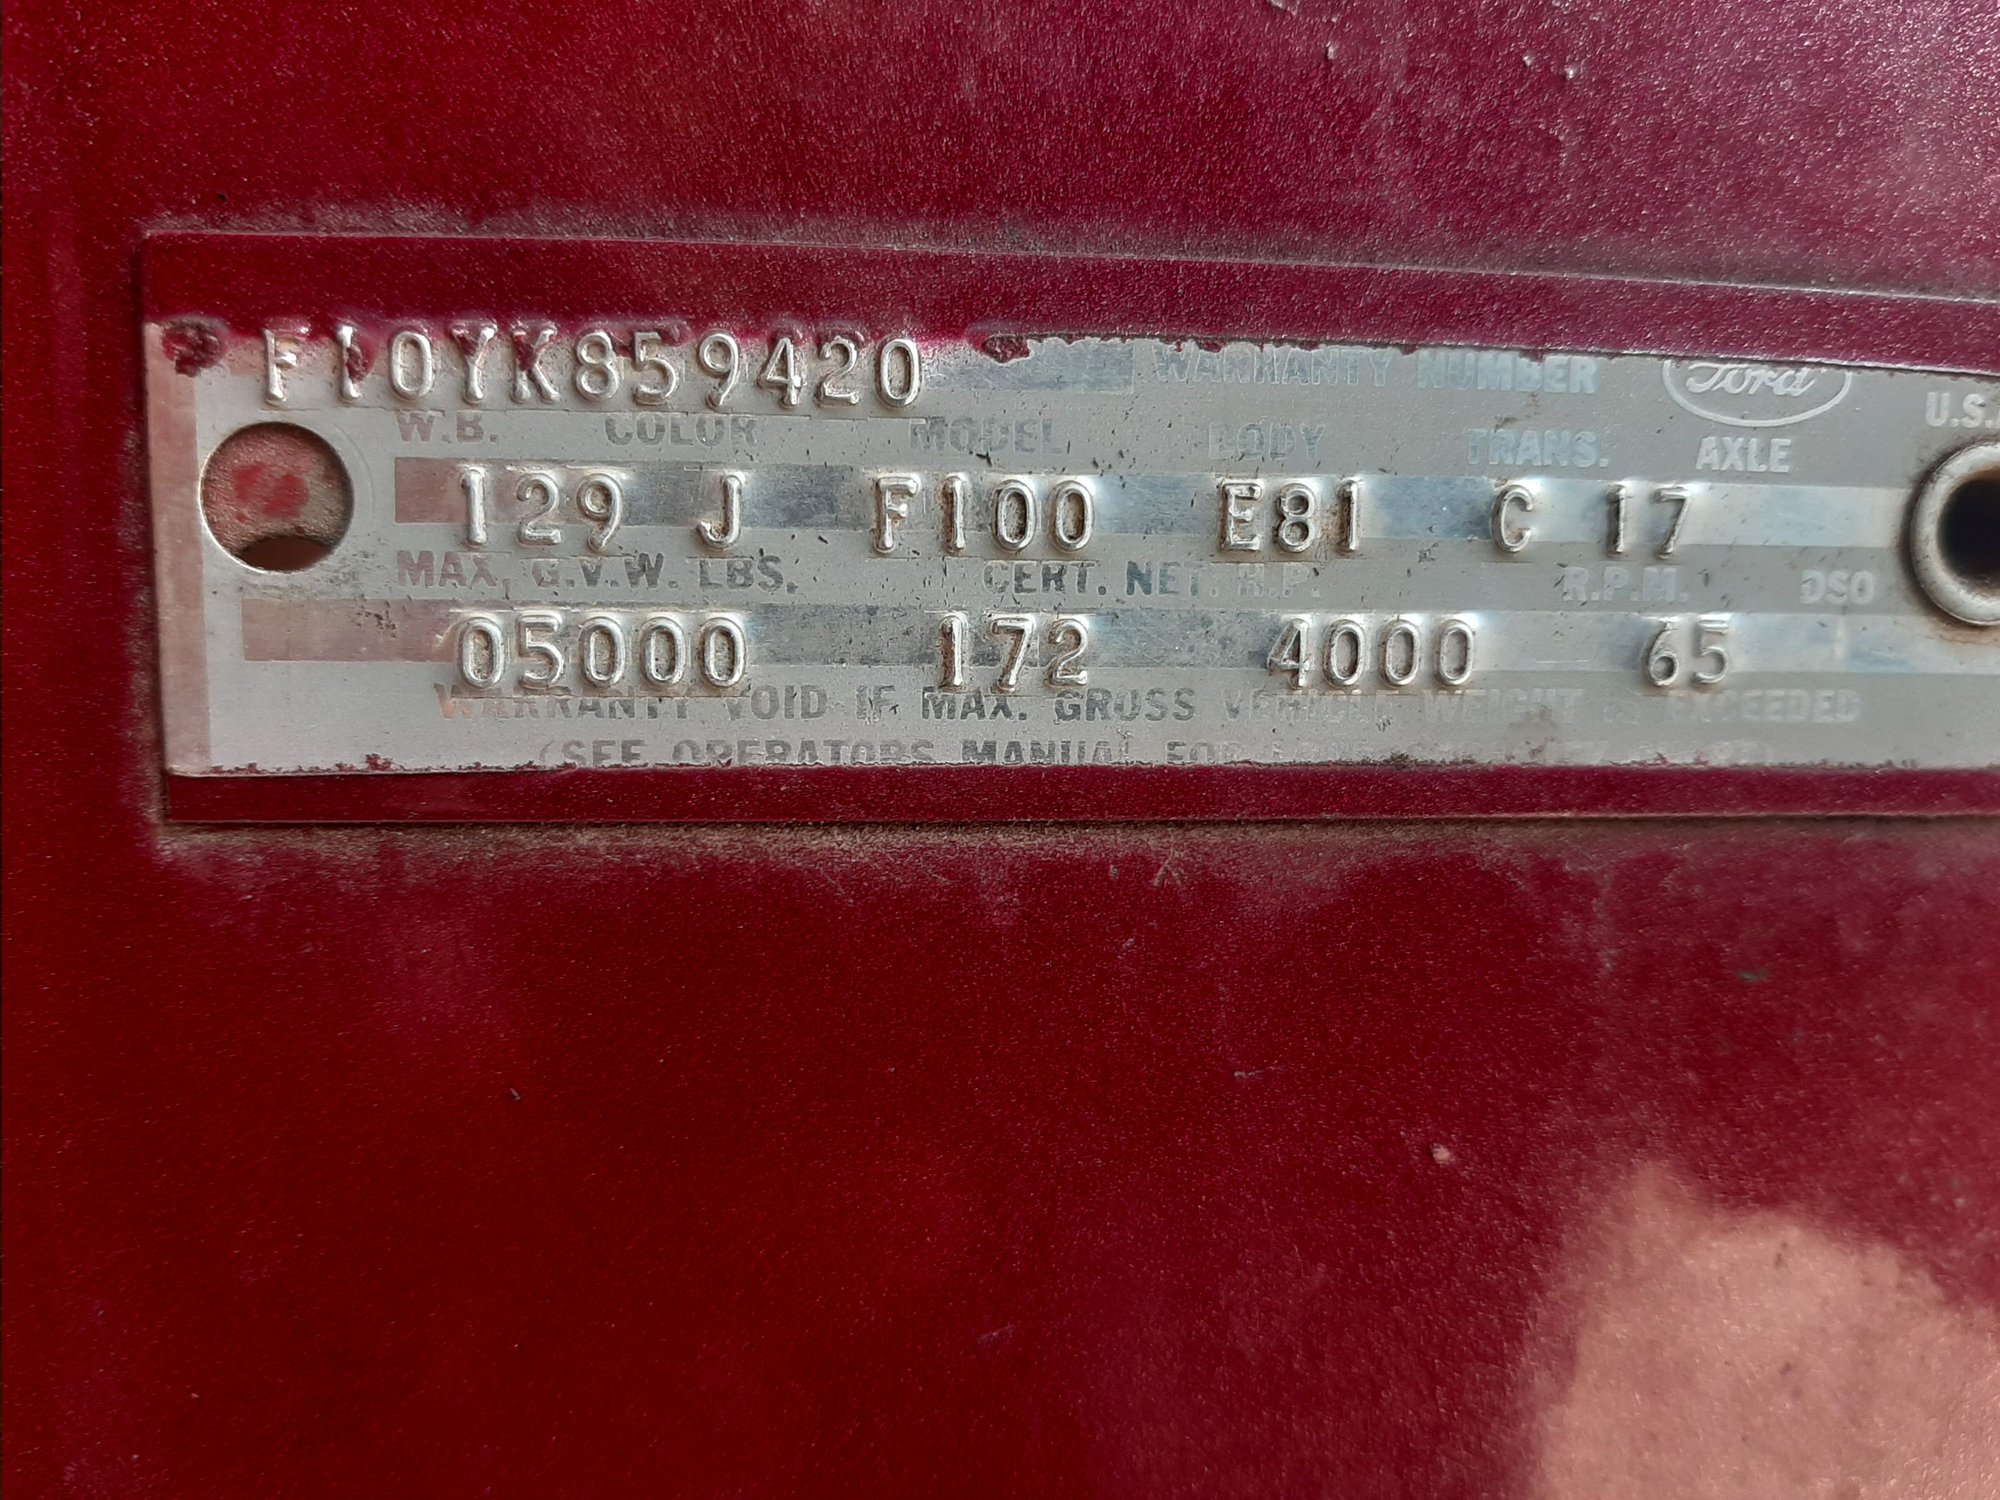 F10YK859420 WARRANTY NUMBER Ford U.S.
W.B. COLOR MODEL BODY TRANS. AXLE
129 J F100 E81 C 17
MAX. G.V.W. LBS. CERT. NET. H.P. R.P.M. DSO
05000 172 4000 65
WARRANTY VOID IF MAX. GROSS VEHICLE WEIGHT IS EXCEEDED
(SEE OPERATORS MANUAL FOR